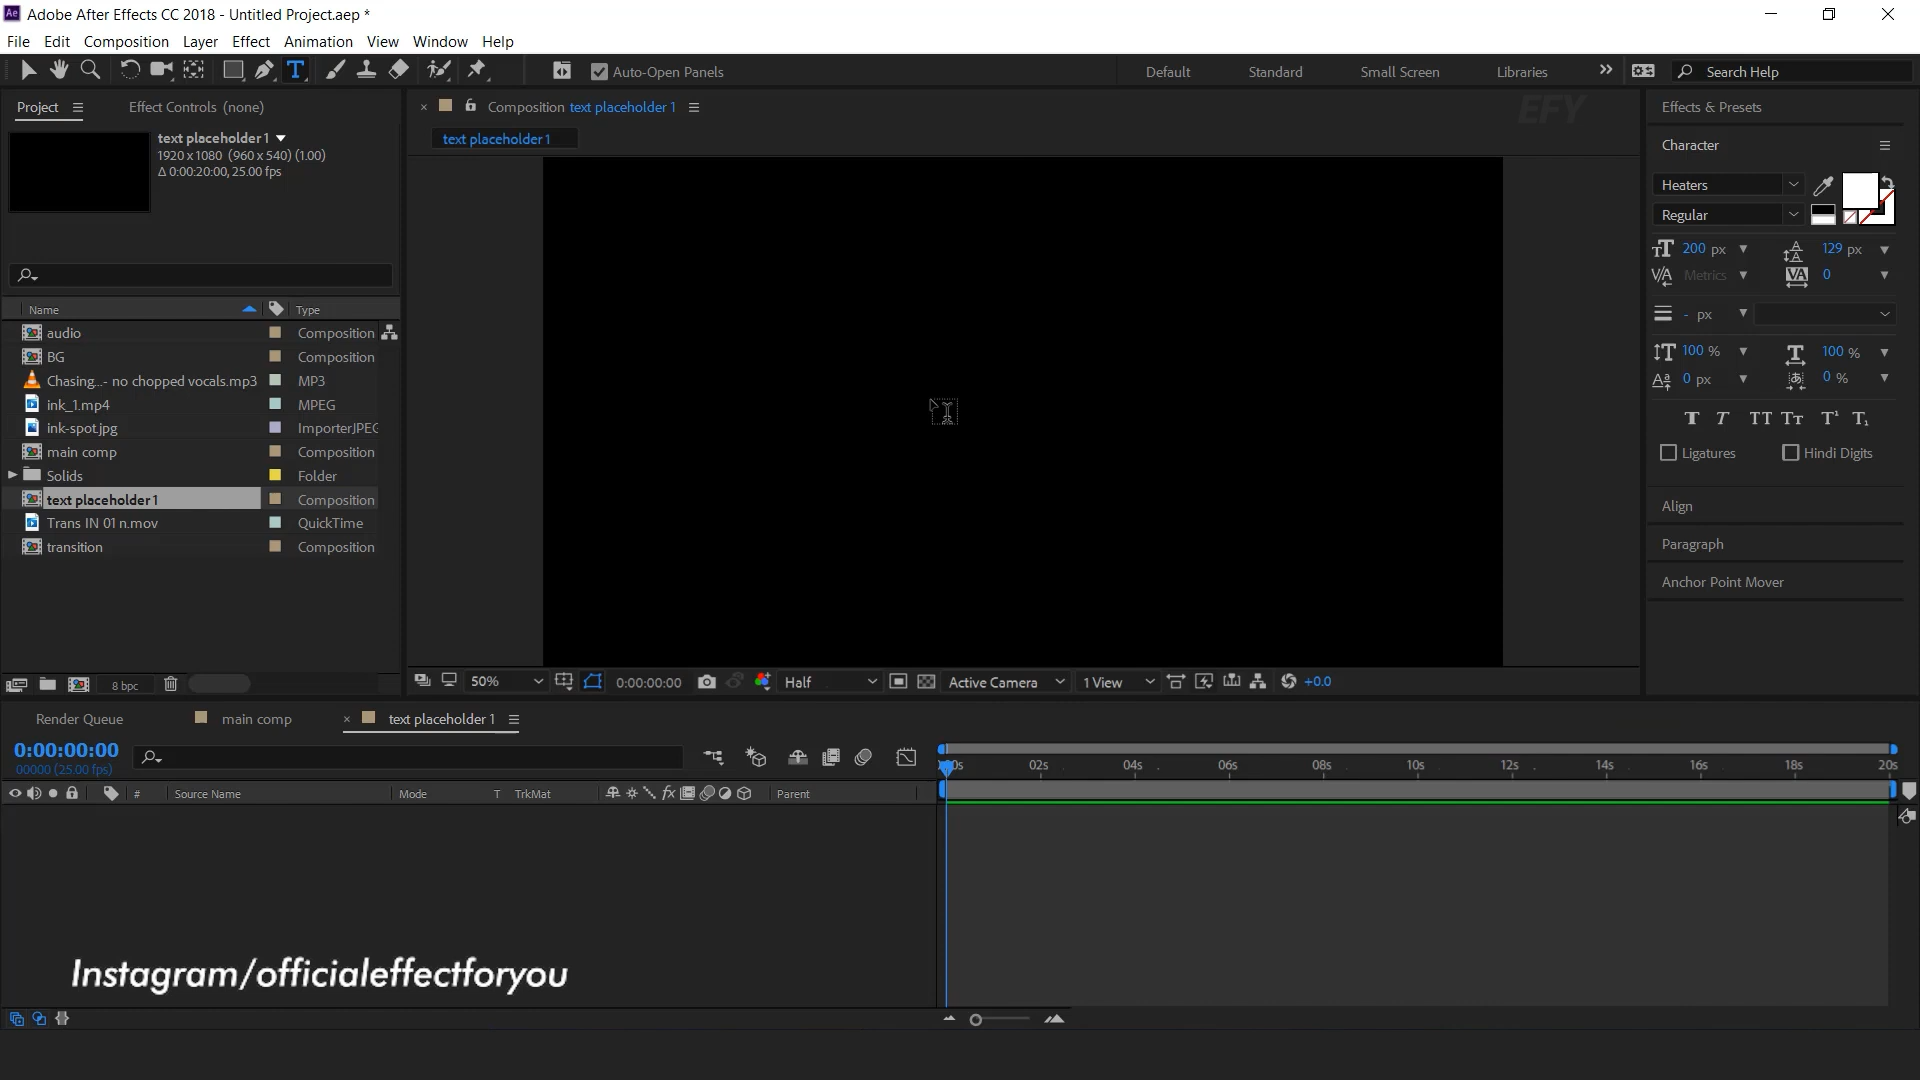 Adobe After Effects CC 2018 - Untitled Project.aep *
File Edit Composition Layer Effect Animation View Window Help
Auto-Open Panels
Default Standard Small Screen Libraries
Search Help
Project
Effect Controls (none)
text placeholder 1
1920 x 1080 (960 x 540) (1.00)
Δ 0:00:20:00, 25.00 fps
Name Type
audio Composition
BG Composition
Chasing...- no chopped vocals.mp3 MP3
ink_1.mp4 MPEG
ink-spot.jpg ImporterJPEG
main comp Composition
Solids Folder
text placeholder 1 Composition
Trans IN 01 n.mov QuickTime
transition Composition
8 bpc
Composition text placeholder 1
text placeholder 1
EFY
50% 0:00:00:00 Half Active Camera 1 View +0.0
Effects & Presets
Character
Heaters
Regular
200 px 129 px
Metrics 0
- px
100 % 100 %
0 px 0 %
T T TT Tt T¹ T₁
Ligatures Hindi Digits
Align
Paragraph
Anchor Point Mover
Render Queue main comp text placeholder 1
0:00:00:00
00000 (25.00 fps)
# Source Name Mode T TrkMat Parent
02s 04s 06s 08s 10s 12s 14s 16s 18s 20s
Instagram/officialeffectforyou